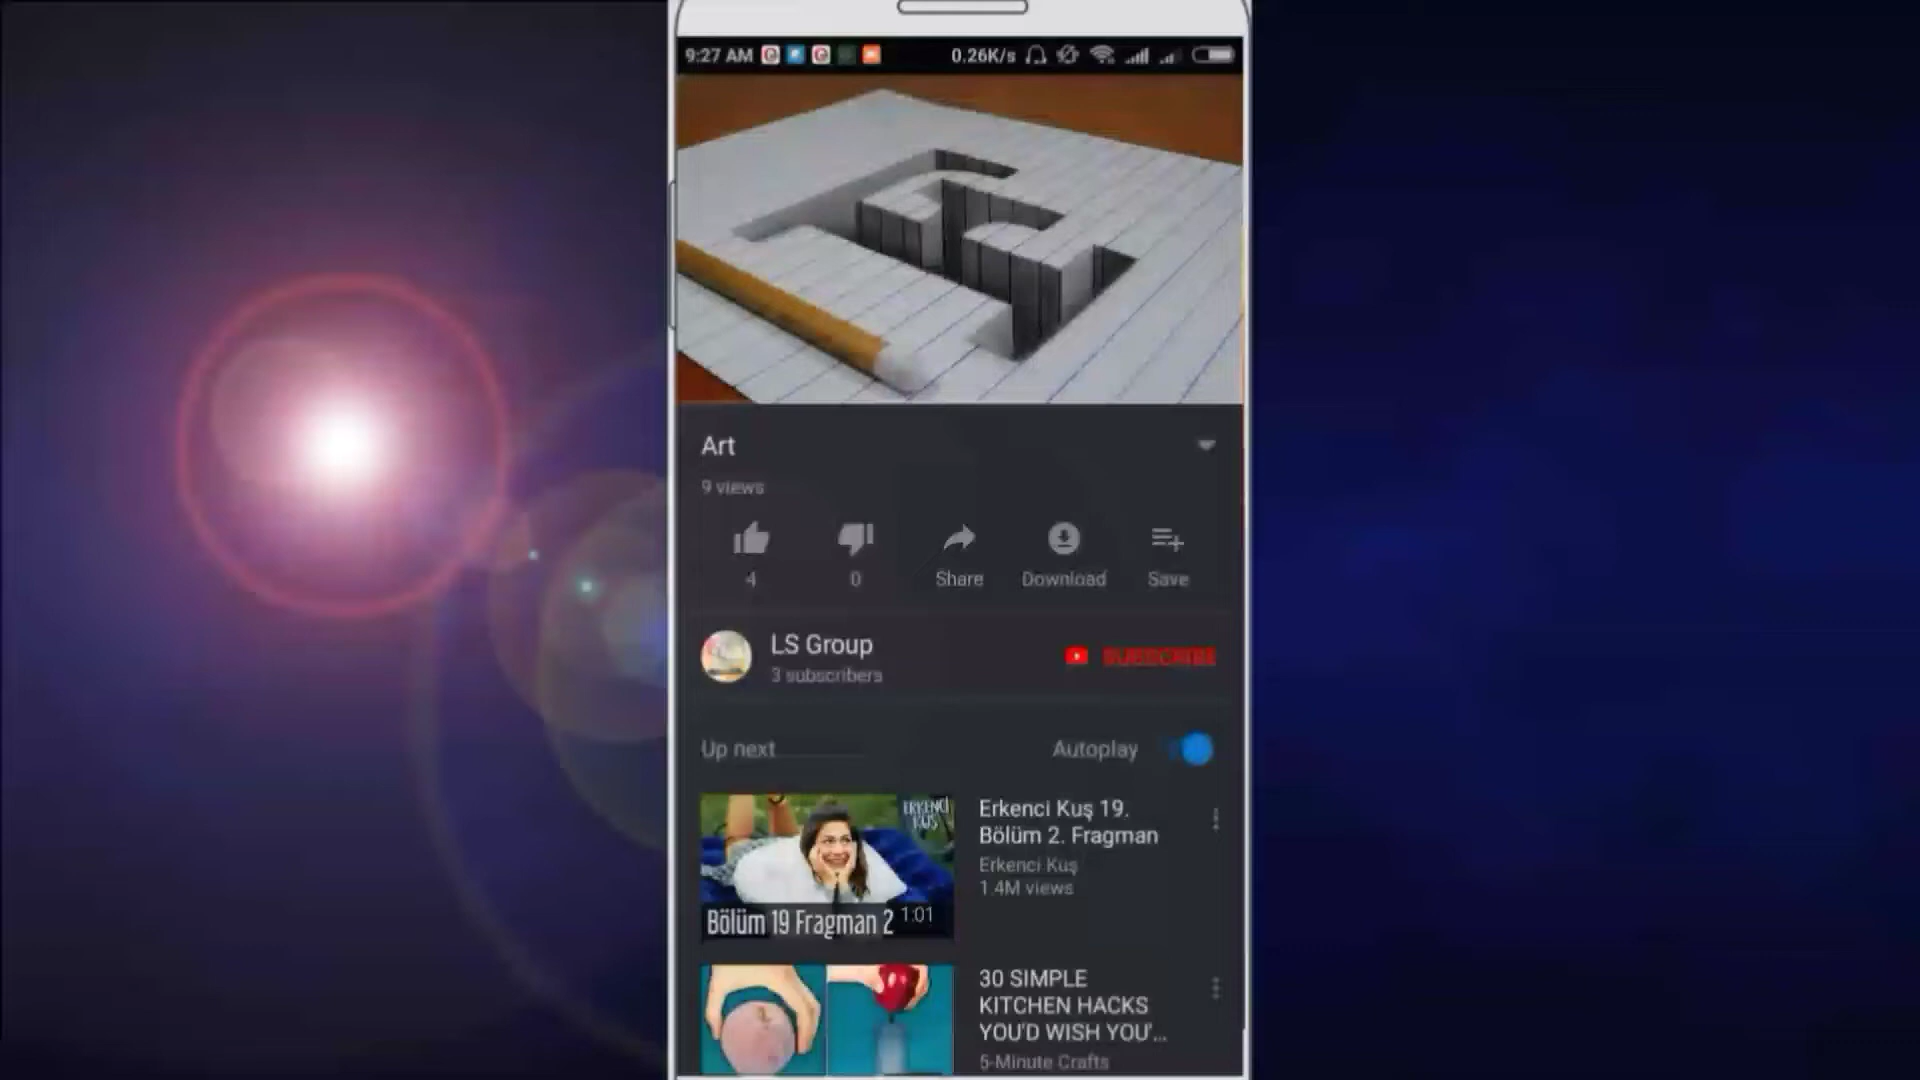 9:27 AM
0.26K/s
Art
9 views
4
0
Share
Download
Save
LS Group
3 subscribers
SUBSCRIBE
Up next
Autoplay
ERKENCİ
KUŞ
Bölüm 19 Fragman 2
1:01
Erkenci Kuş 19.
Bölüm 2. Fragman
Erkenci Kuş
1.4M views
30 SIMPLE
KITCHEN HACKS
YOU'D WISH YOU'...
5-Minute Crafts